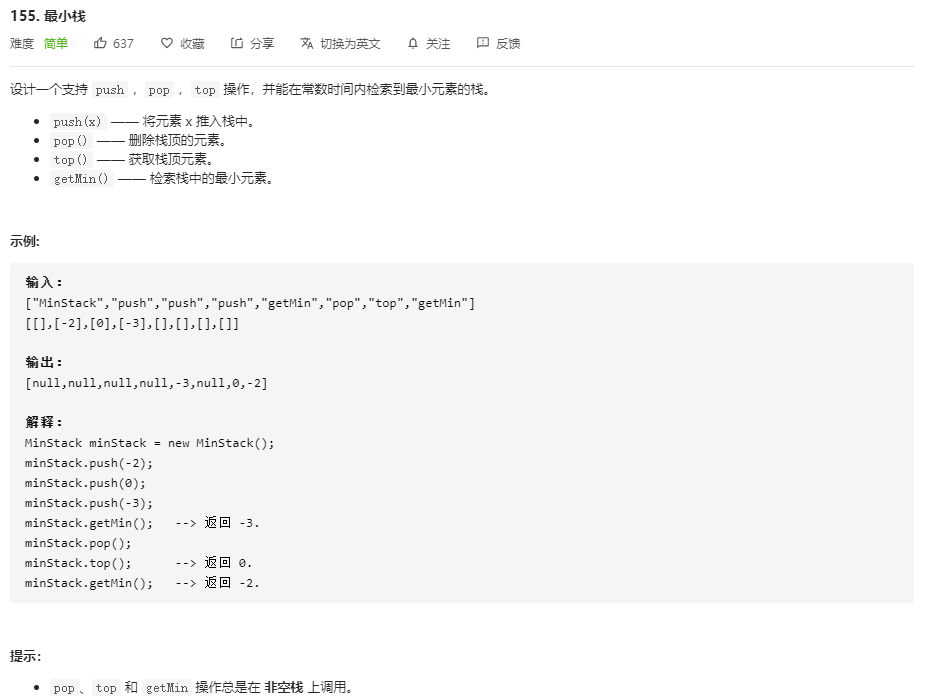 155. 最小栈
难度 简单 637 收藏 分享 切换为英文 关注 反馈
设计一个支持 push ，pop ，top 操作，并能在常数时间内检索到最小元素的栈。
• push(x) —— 将元素 x 推入栈中。
• pop() —— 删除栈顶的元素。
• top() —— 获取栈顶元素。
• getMin() —— 检索栈中的最小元素。
示例:
输入：
["MinStack","push","push","push","getMin","pop","top","getMin"]
[[],[-2],[0],[-3],[],[],[],[]]
输出：
[null,null,null,null,-3,null,0,-2]
解释：
MinStack minStack = new MinStack();
minStack.push(-2);
minStack.push(0);
minStack.push(-3);
minStack.getMin();   --> 返回 -3.
minStack.pop();
minStack.top();      --> 返回 0.
minStack.getMin();   --> 返回 -2.
提示：
• pop、top 和 getMin 操作总是在 非空栈 上调用。